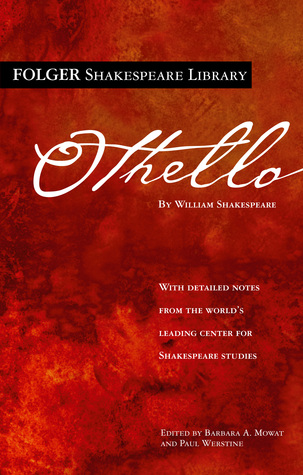 FOLGER SHAKESPEARE LIBRARY
Othello
BY WILLIAM SHAKESPEARE
WITH DETAILED NOTES
FROM THE WORLD'S
LEADING CENTER FOR
SHAKESPEARE STUDIES
EDITED BY BARBARA A. MOWAT
AND PAUL WERSTINE